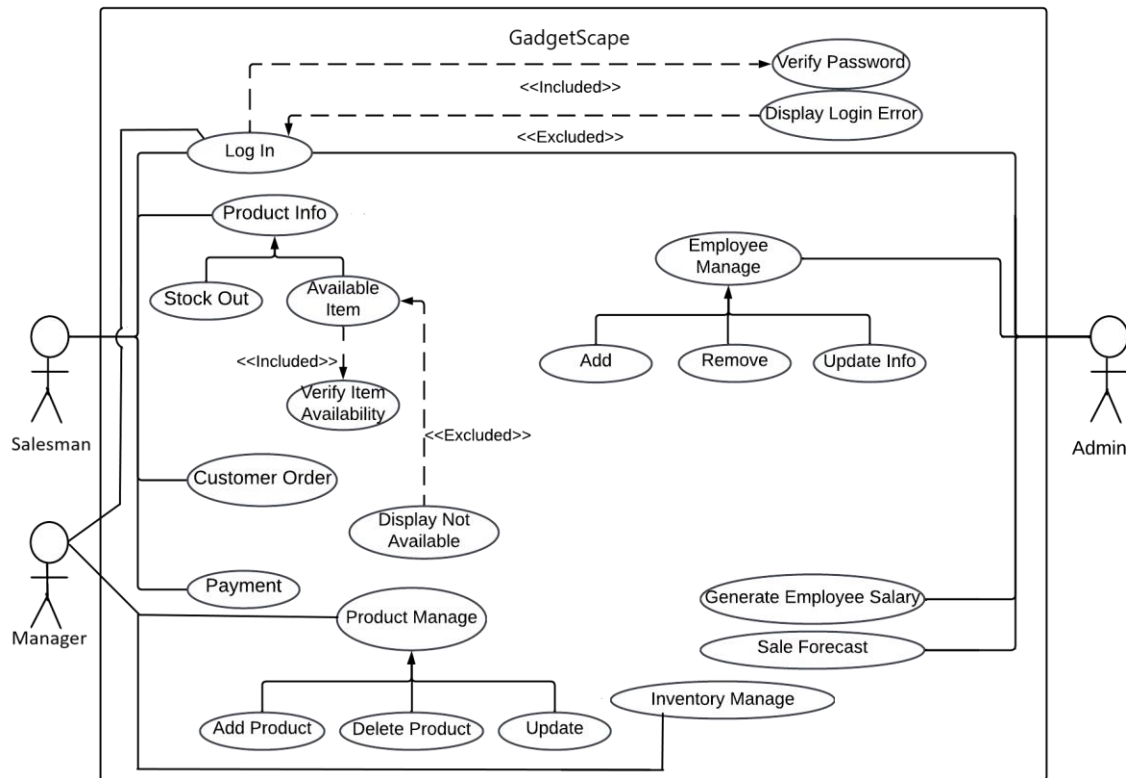 GadgetScape
Verify Password
<<Included>>
Display Login Error
<<Excluded>>
Log In
Product Info
Employee
Manage
Stock Out
Available
Item
Add
Remove
Update Info
<<Included>>
Verify Item
Availability
<<Excluded>>
Salesman
Admin
Customer Order
Display Not
Available
Payment
Generate Employee Salary
Manager
Product Manage
Sale Forecast
Inventory Manage
Add Product
Delete Product
Update